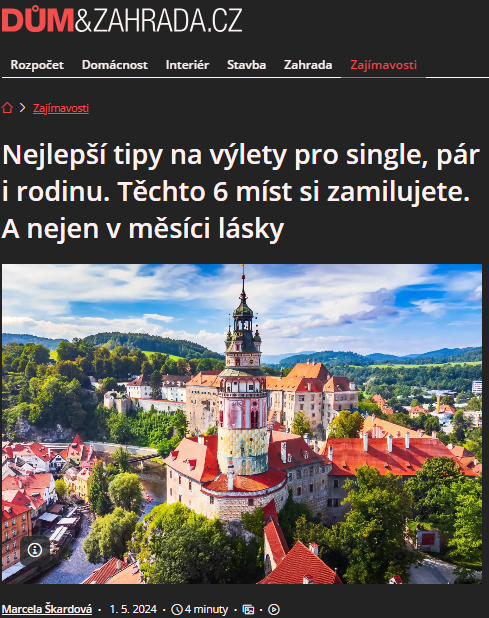 DŮM&ZAHRADA.CZ
Rozpočet Domácnost Interiér Stavba Zahrada Zajímavosti
Zajímavosti
Nejlepší tipy na výlety pro single, pár
i rodinu. Těchto 6 míst si zamilujete.
A nejen v měsíci lásky
Marcela Škardová · 1. 5. 2024 · 4 minuty